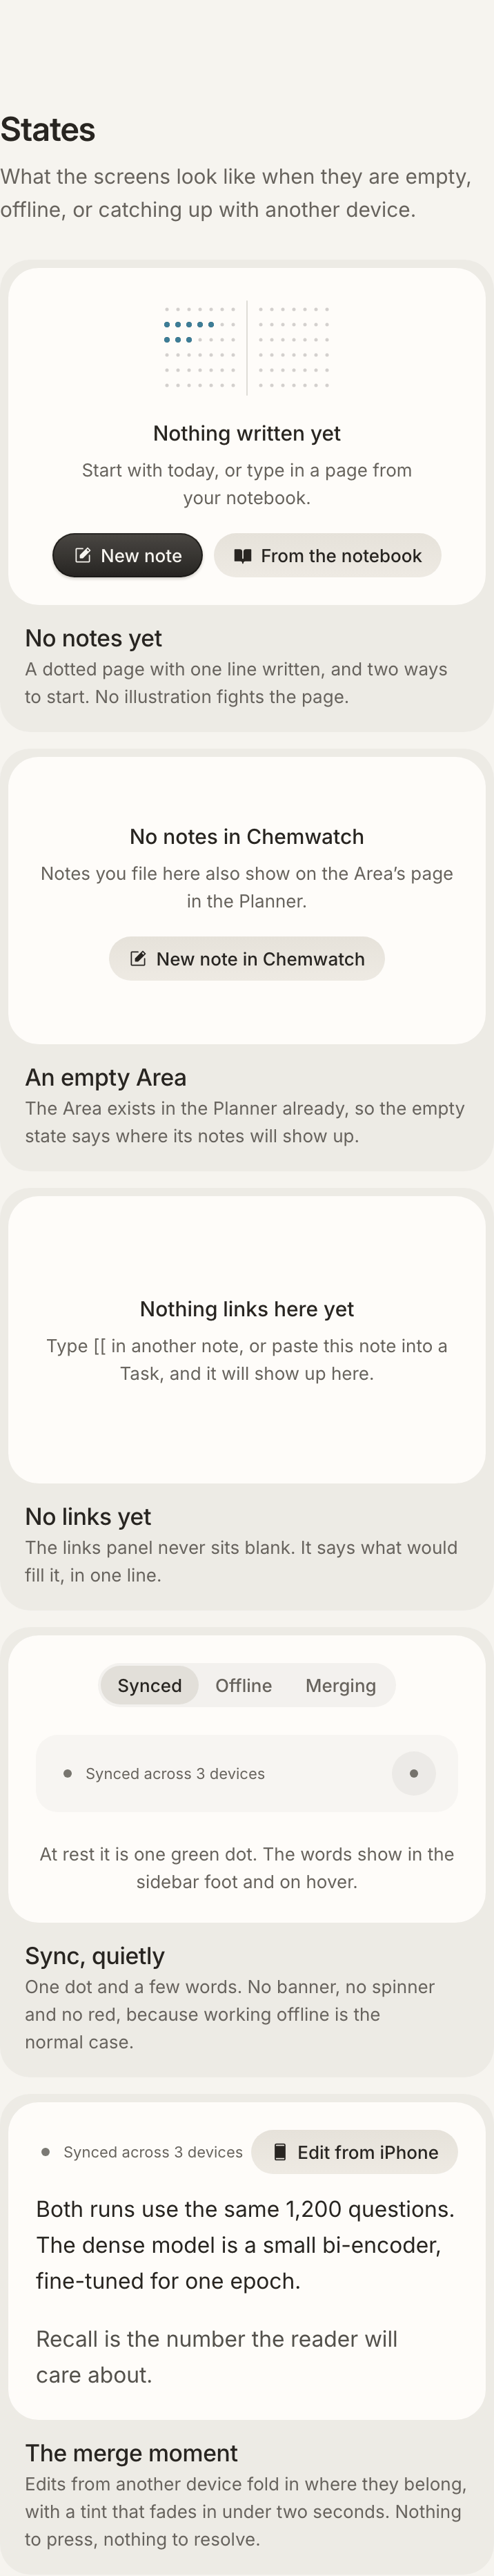 States
What the screens look like when they are empty,
offline, or catching up with another device.
Nothing written yet
Start with today, or type in a page from
your notebook.
New note
From the notebook
No notes yet
A dotted page with one line written, and two ways
to start. No illustration fights the page.
No notes in Chemwatch
Notes you file here also show on the Area’s page
in the Planner.
New note in Chemwatch
An empty Area
The Area exists in the Planner already, so the empty
state says where its notes will show up.
Nothing links here yet
Type [[ in another note, or paste this note into a
Task, and it will show up here.
No links yet
The links panel never sits blank. It says what would
fill it, in one line.
Synced
Offline
Merging
Synced across 3 devices
At rest it is one green dot. The words show in the
sidebar foot and on hover.
Sync, quietly
One dot and a few words. No banner, no spinner
and no red, because working offline is the
normal case.
Synced across 3 devices
Edit from iPhone
Both runs use the same 1,200 questions.
The dense model is a small bi-encoder,
fine-tuned for one epoch.
Recall is the number the reader will
care about.
The merge moment
Edits from another device fold in where they belong,
with a tint that fades in under two seconds. Nothing
to press, nothing to resolve.